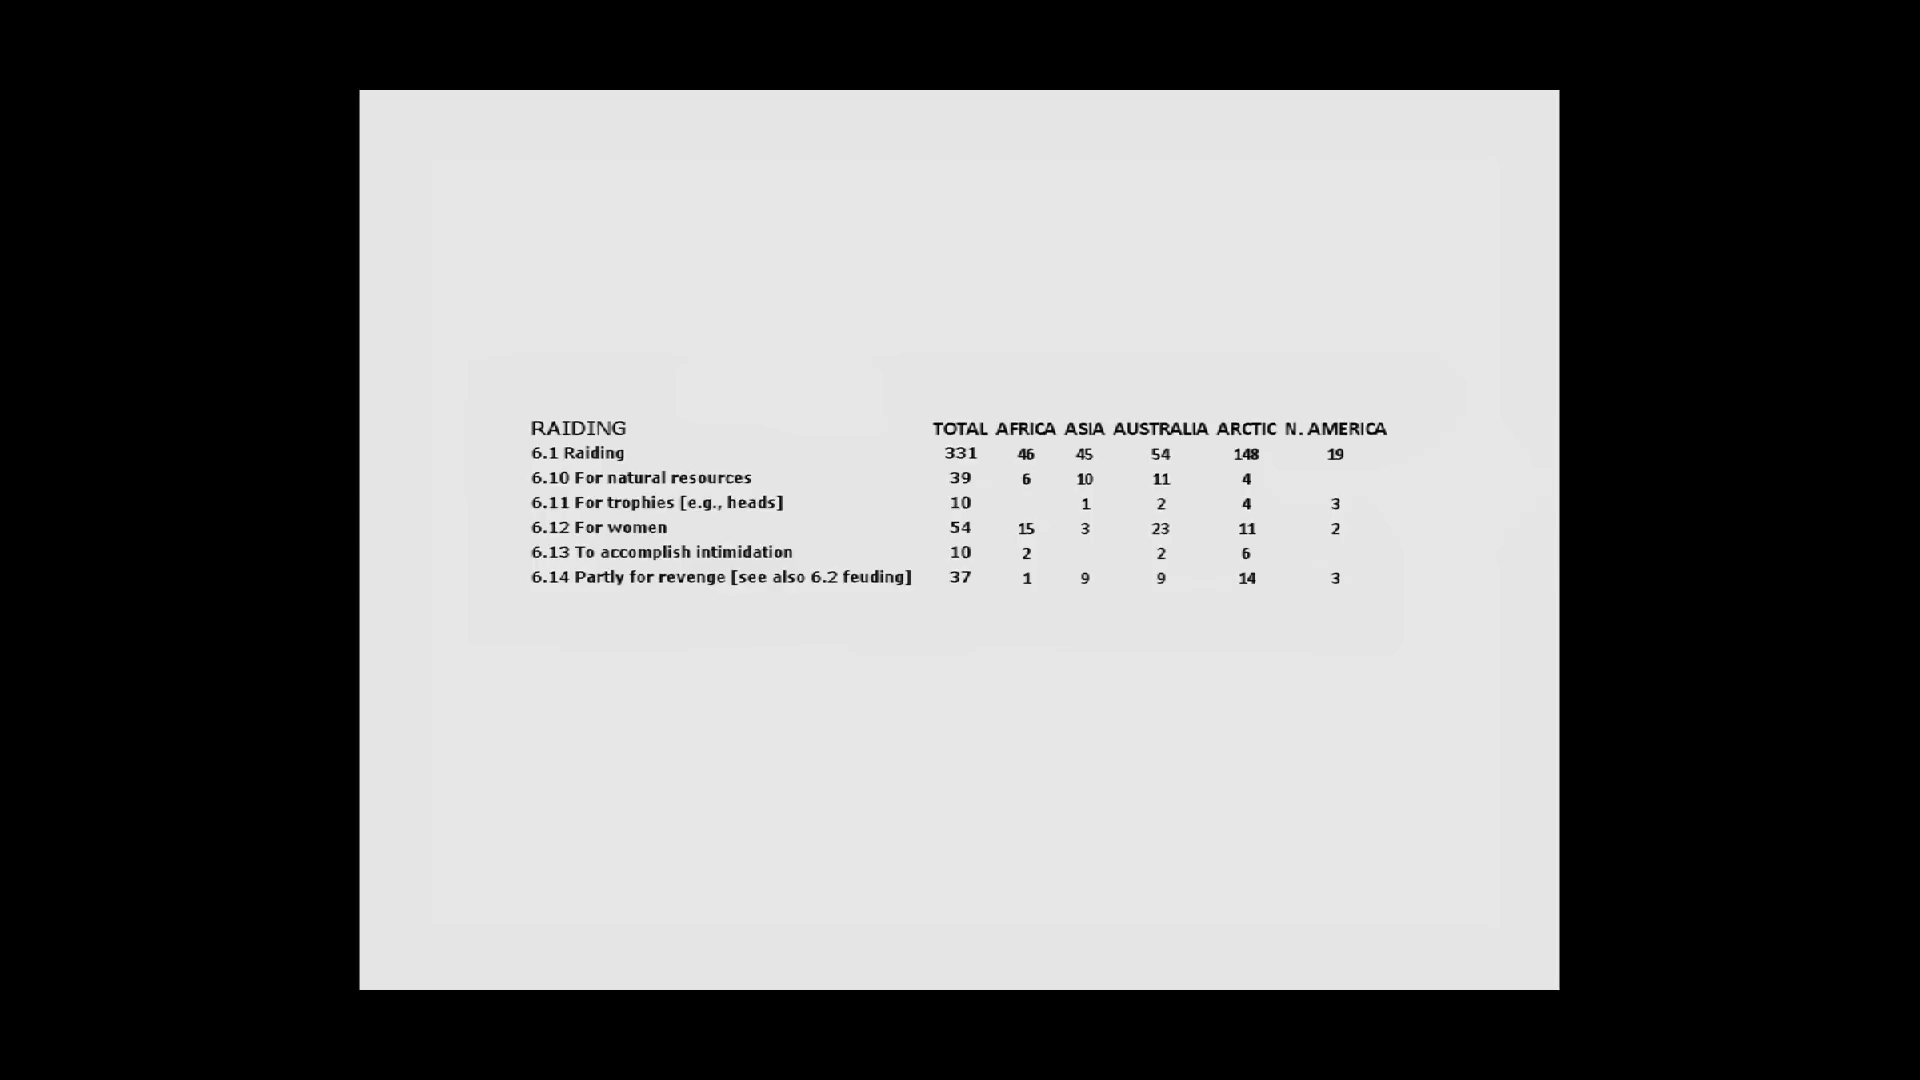 RAIDING TOTAL AFRICA ASIA AUSTRALIA ARCTIC N. AMERICA
6.1 Raiding 331 46 45 54 148 19
6.10 For natural resources 39 6 10 11 4
6.11 For trophies [e.g., heads] 10 1 2 4 3
6.12 For women 54 15 3 23 11 2
6.13 To accomplish intimidation 10 2 2 6
6.14 Partly for revenge [see also 6.2 feuding] 37 1 9 9 14 3